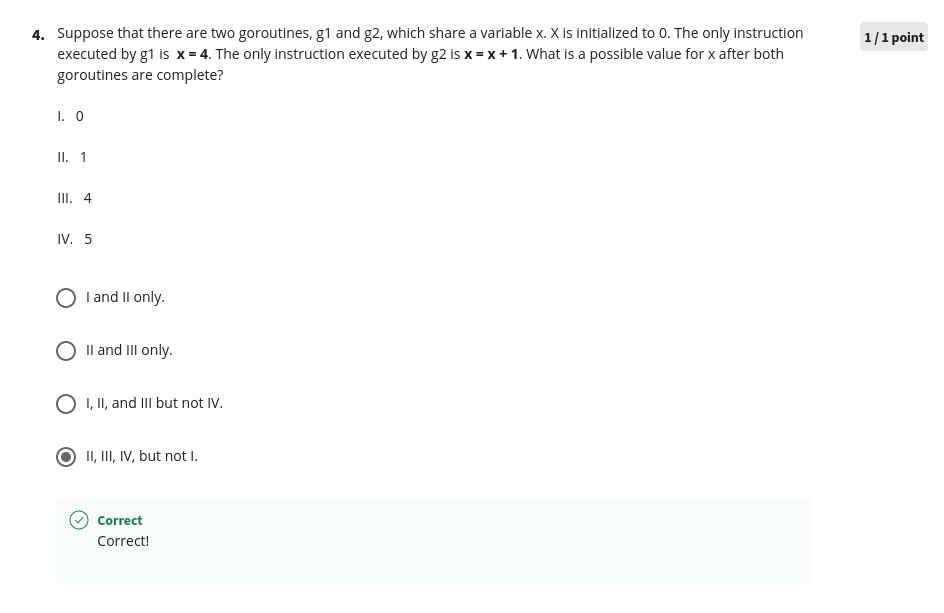 4. Suppose that there are two goroutines, g1 and g2, which share a variable x. X is initialized to 0. The only instruction
executed by g1 is x = 4. The only instruction executed by g2 is x = x + 1. What is a possible value for x after both
goroutines are complete?
1 / 1 point
I. 0
II. 1
III. 4
IV. 5
I and II only.
II and III only.
I, II, and III but not IV.
II, III, IV, but not I.
Correct
Correct!